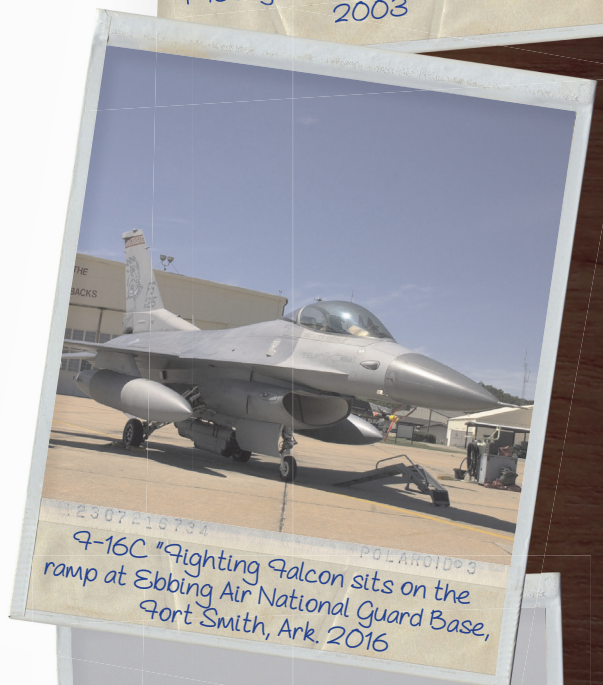 2003
THE
BACKS
12307216734
POLAROID®3
F-16C "Fighting Falcon sits on the
ramp at Ebbing Air National Guard Base,
Fort Smith, Ark. 2016